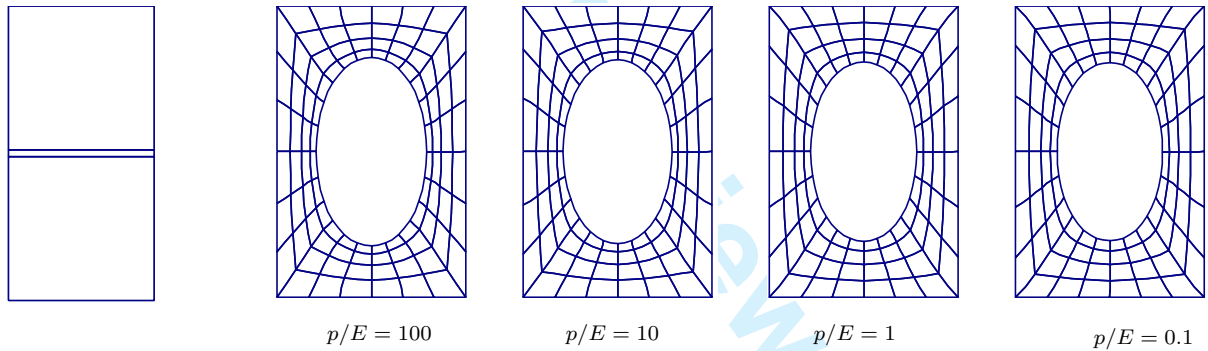 p/E = 100
p/E = 10
p/E = 1
p/E = 0.1